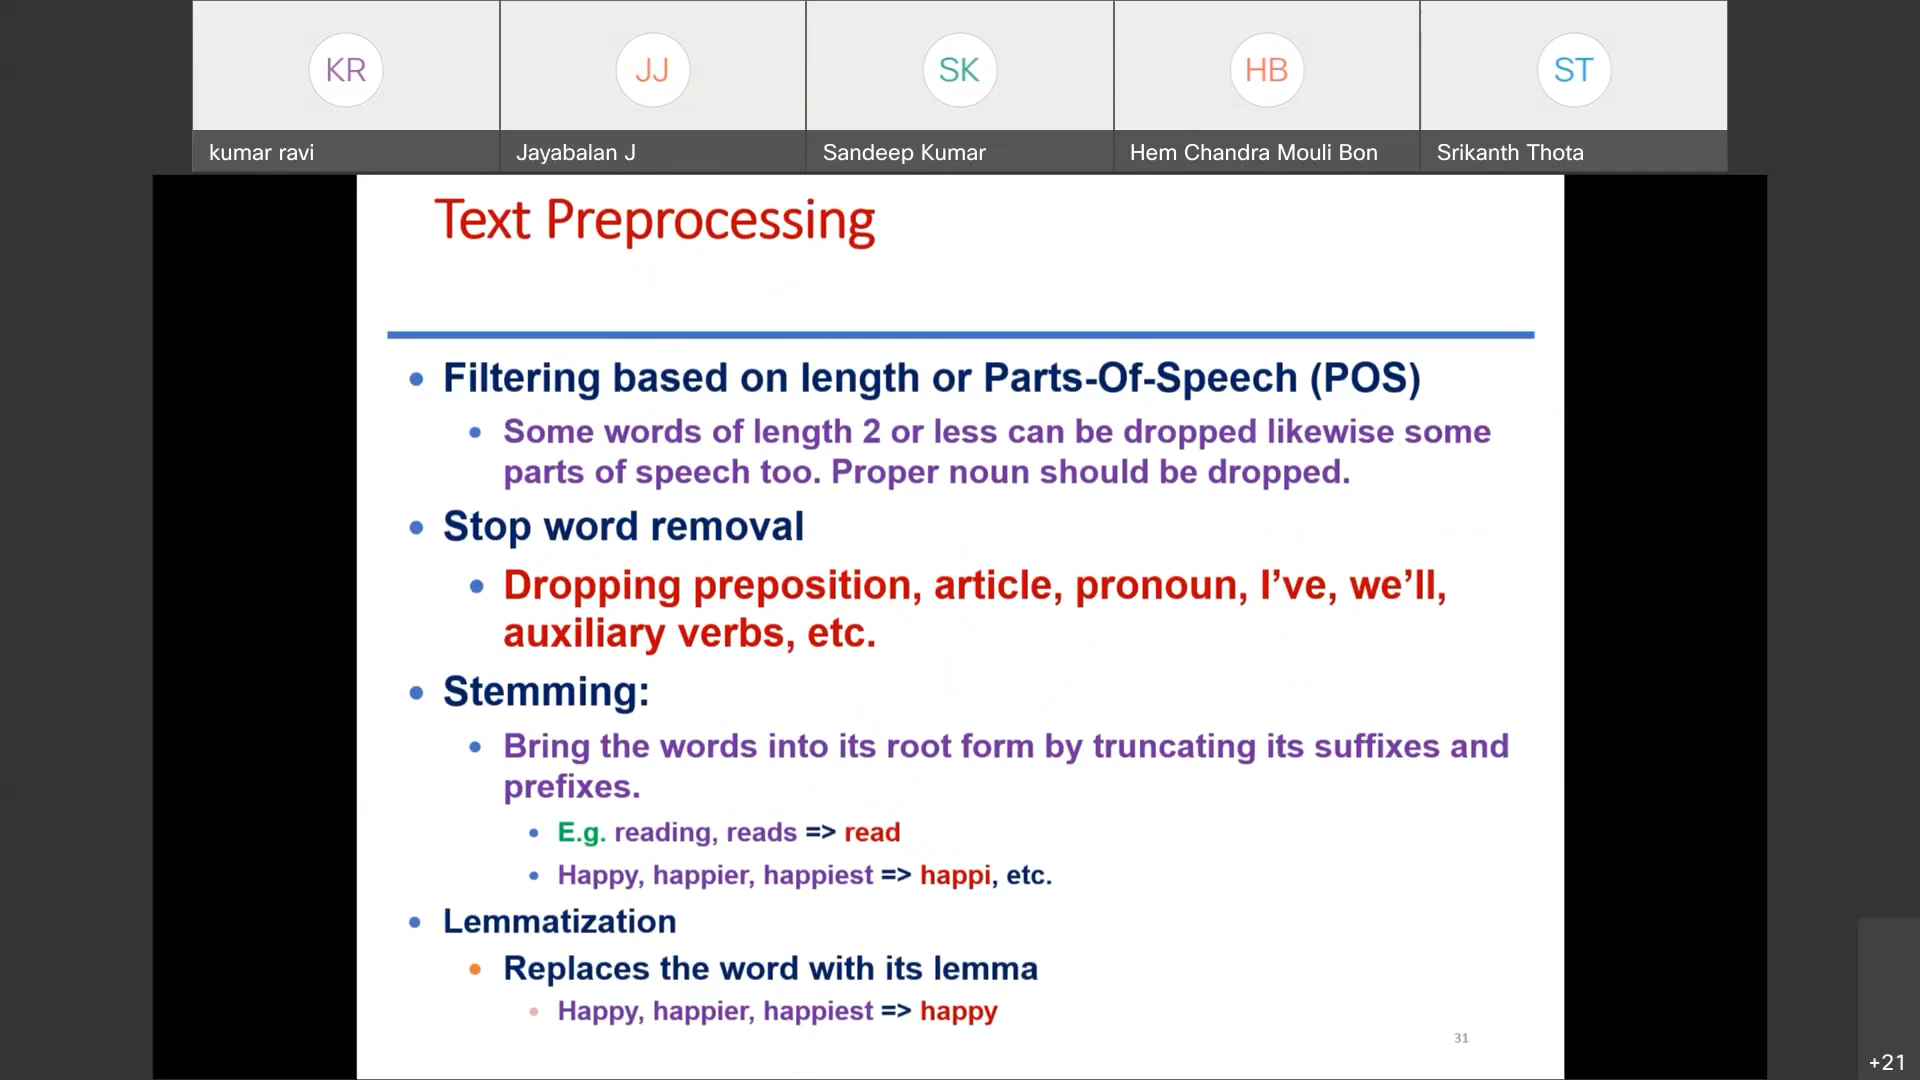 KR
JJ
SK
HB
ST
kumar ravi
Jayabalan J
Sandeep Kumar
Hem Chandra Mouli Bon
Srikanth Thota
Text Preprocessing
• Filtering based on length or Parts-Of-Speech (POS)
• Some words of length 2 or less can be dropped likewise some
parts of speech too. Proper noun should be dropped.
• Stop word removal
• Dropping preposition, article, pronoun, I’ve, we’ll,
auxiliary verbs, etc.
• Stemming:
• Bring the words into its root form by truncating its suffixes and
prefixes.
• E.g. reading, reads => read
• Happy, happier, happiest => happi, etc.
• Lemmatization
• Replaces the word with its lemma
• Happy, happier, happiest => happy
31
+21